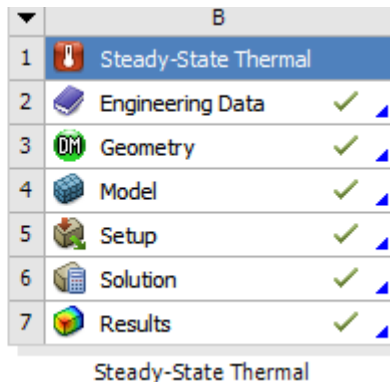 B
1 Steady-State Thermal
2 Engineering Data
3 DM Geometry
4 Model
5 Setup
6 Solution
7 Results
Steady-State Thermal